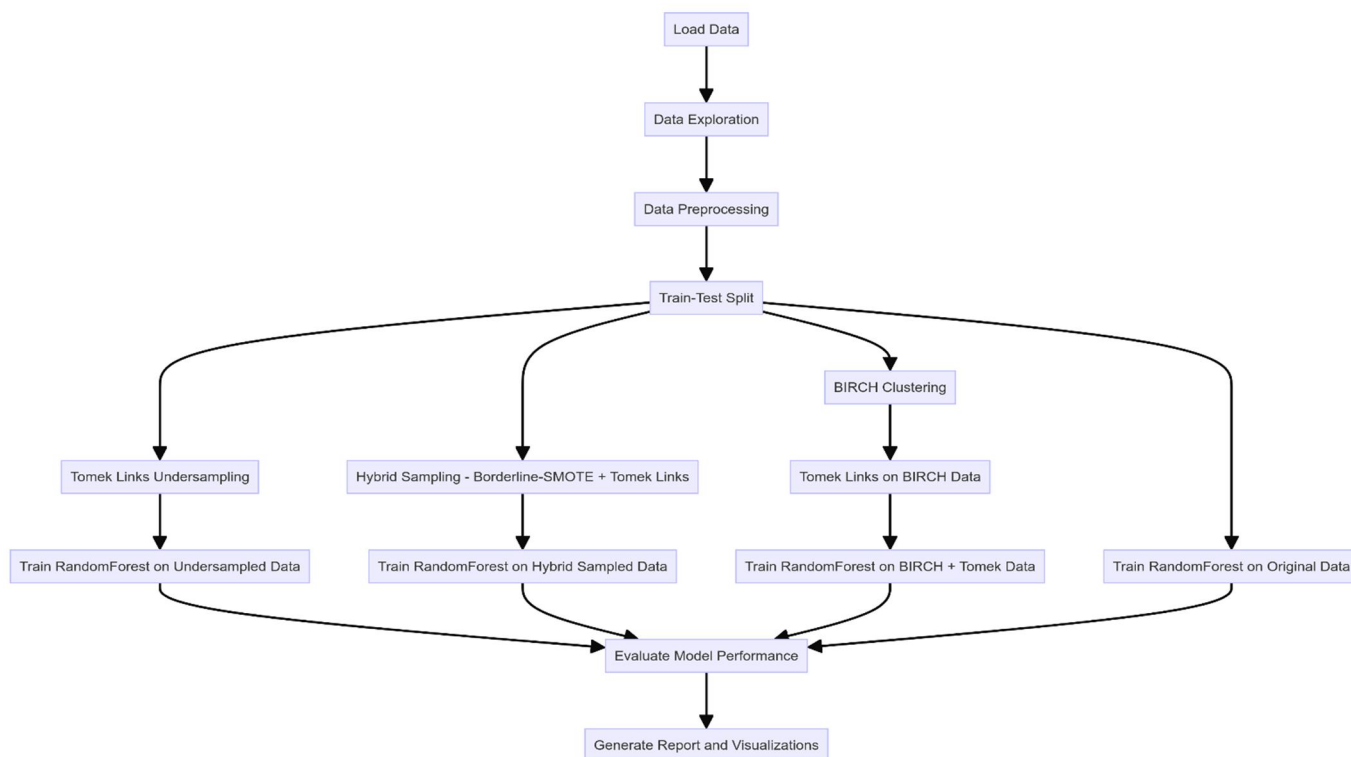 Load Data
Data Exploration
Data Preprocessing
Train-Test Split
BIRCH Clustering
Tomek Links Undersampling
Hybrid Sampling - Borderline-SMOTE + Tomek Links
Tomek Links on BIRCH Data
Train RandomForest on Undersampled Data
Train RandomForest on Hybrid Sampled Data
Train RandomForest on BIRCH + Tomek Data
Train RandomForest on Original Data
Evaluate Model Performance
Generate Report and Visualizations